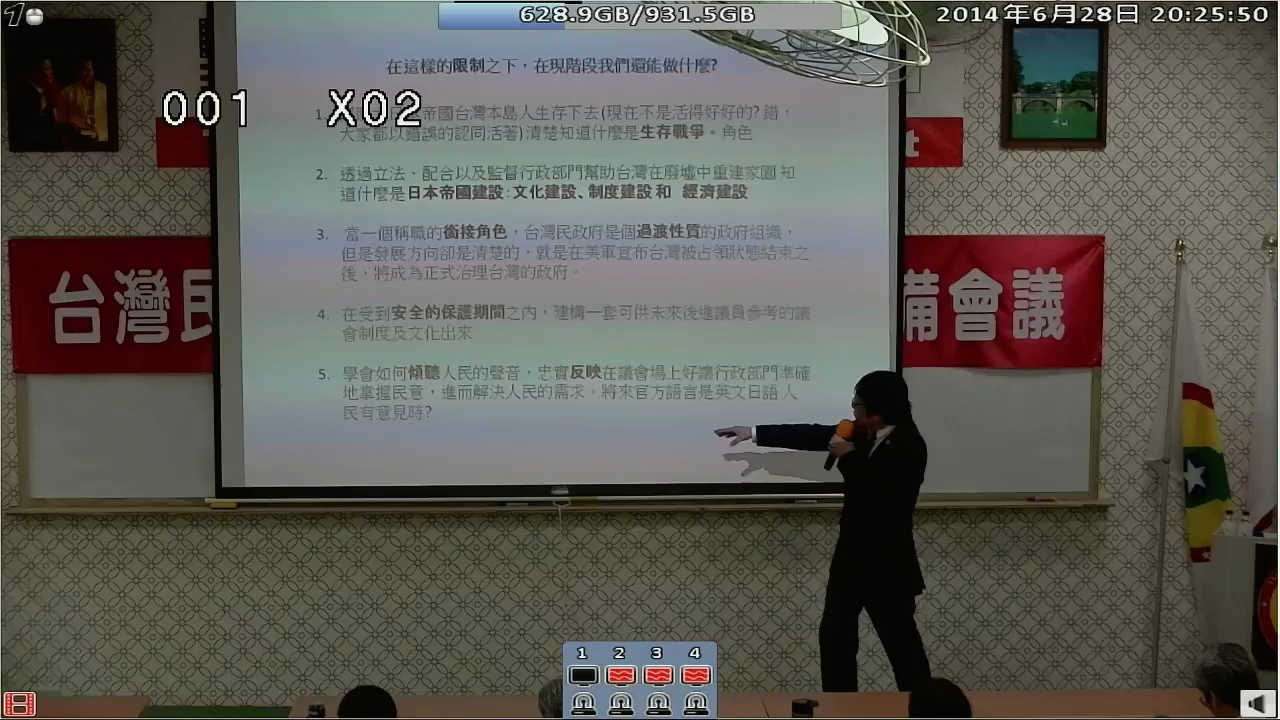 628.9GB/931.5GB
2014年6月28日 20:25:50
001 X02
在這樣的限制之下，在現階段我們還能做什麼?
1. 帝國台灣本島人生存下去(現在不是活得好好的? 錯，
大家都以錯誤的認同活著)清楚知道什麼是生存戰爭。角色
2. 透過立法、配合以及監督行政部門幫助台灣在廢墟中重建家園 知
道什麼是日本帝國建設: 文化建設、制度建設 和 經濟建設
3. 當一個稱職的銜接角色，台灣民政府是個過渡性質的政府組織，
但是發展方向卻是清楚的，就是在美軍宣布台灣被占領狀態結束之
後，將成為正式治理台灣的政府。
4. 在受到安全的保護期間之內，建構一套可供未來後進議員參考的議
會制度及文化出來
5. 學會如何傾聽人民的聲音，忠實反映在議會場上好讓行政部門準確
地掌握民意，進而解決人民的需求。將來官方語言是英文日語 人
民有意見時?
t
台灣民
備會議
1 2 3 4